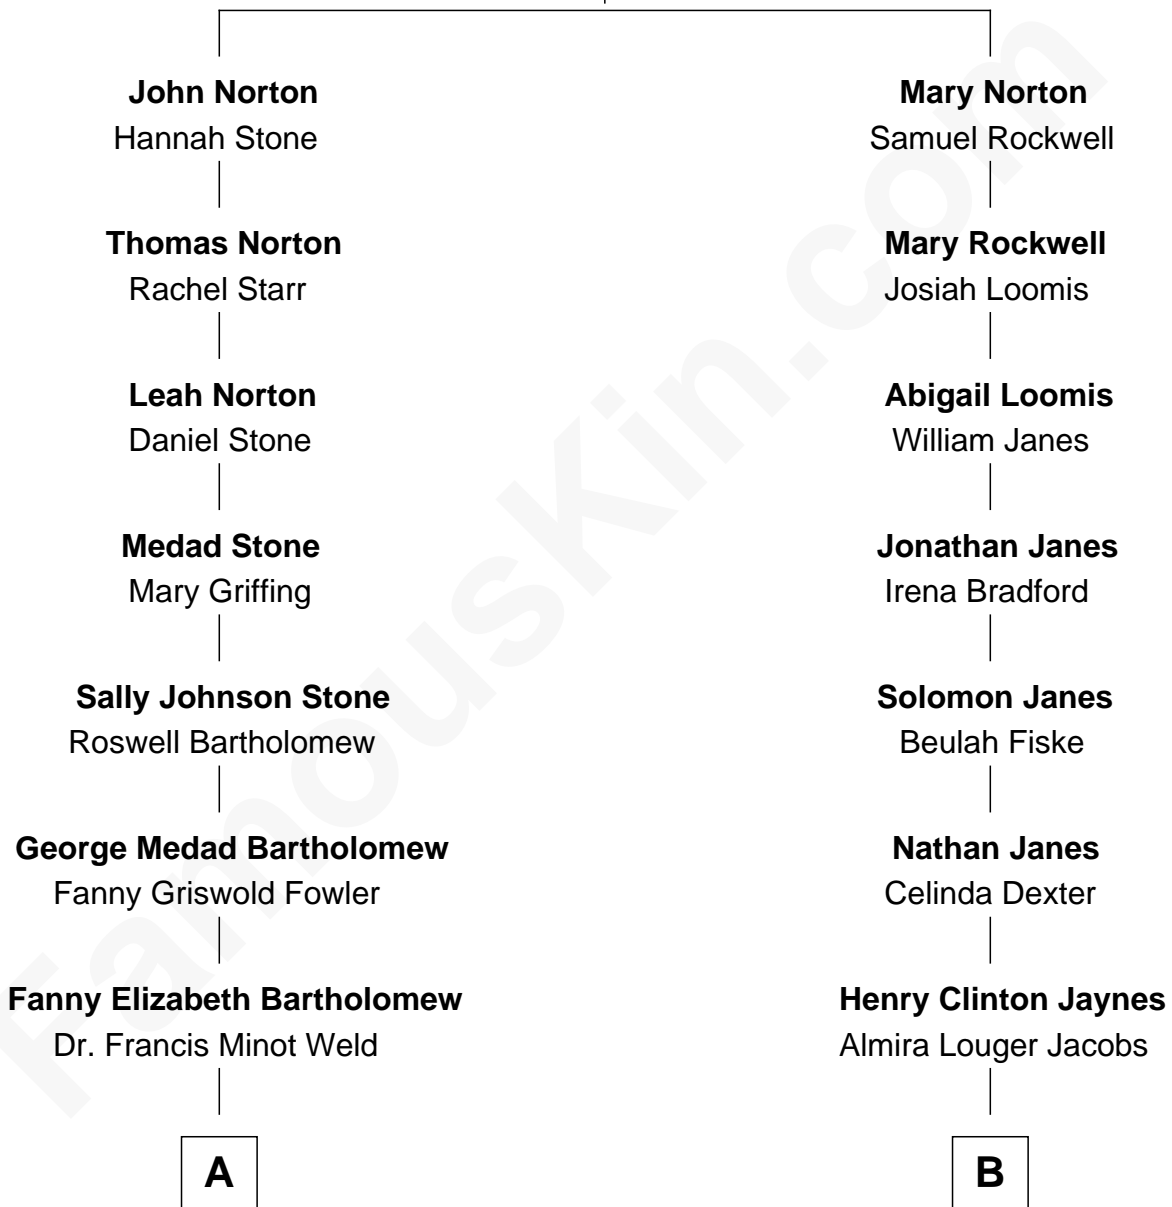 John Norton
Hannah Stone
Mary Norton
Samuel Rockwell
Thomas Norton
Rachel Starr
Mary Rockwell
Josiah Loomis
Leah Norton
Daniel Stone
Abigail Loomis
William Janes
Medad Stone
Mary Griffing
Jonathan Janes
Irena Bradford
Sally Johnson Stone
Roswell Bartholomew
Solomon Janes
Beulah Fiske
George Medad Bartholomew
Fanny Griswold Fowler
Nathan Janes
Celinda Dexter
Fanny Elizabeth Bartholomew
Dr. Francis Minot Weld
Henry Clinton Jaynes
Almira Louger Jacobs
A
B
FamousKin.com